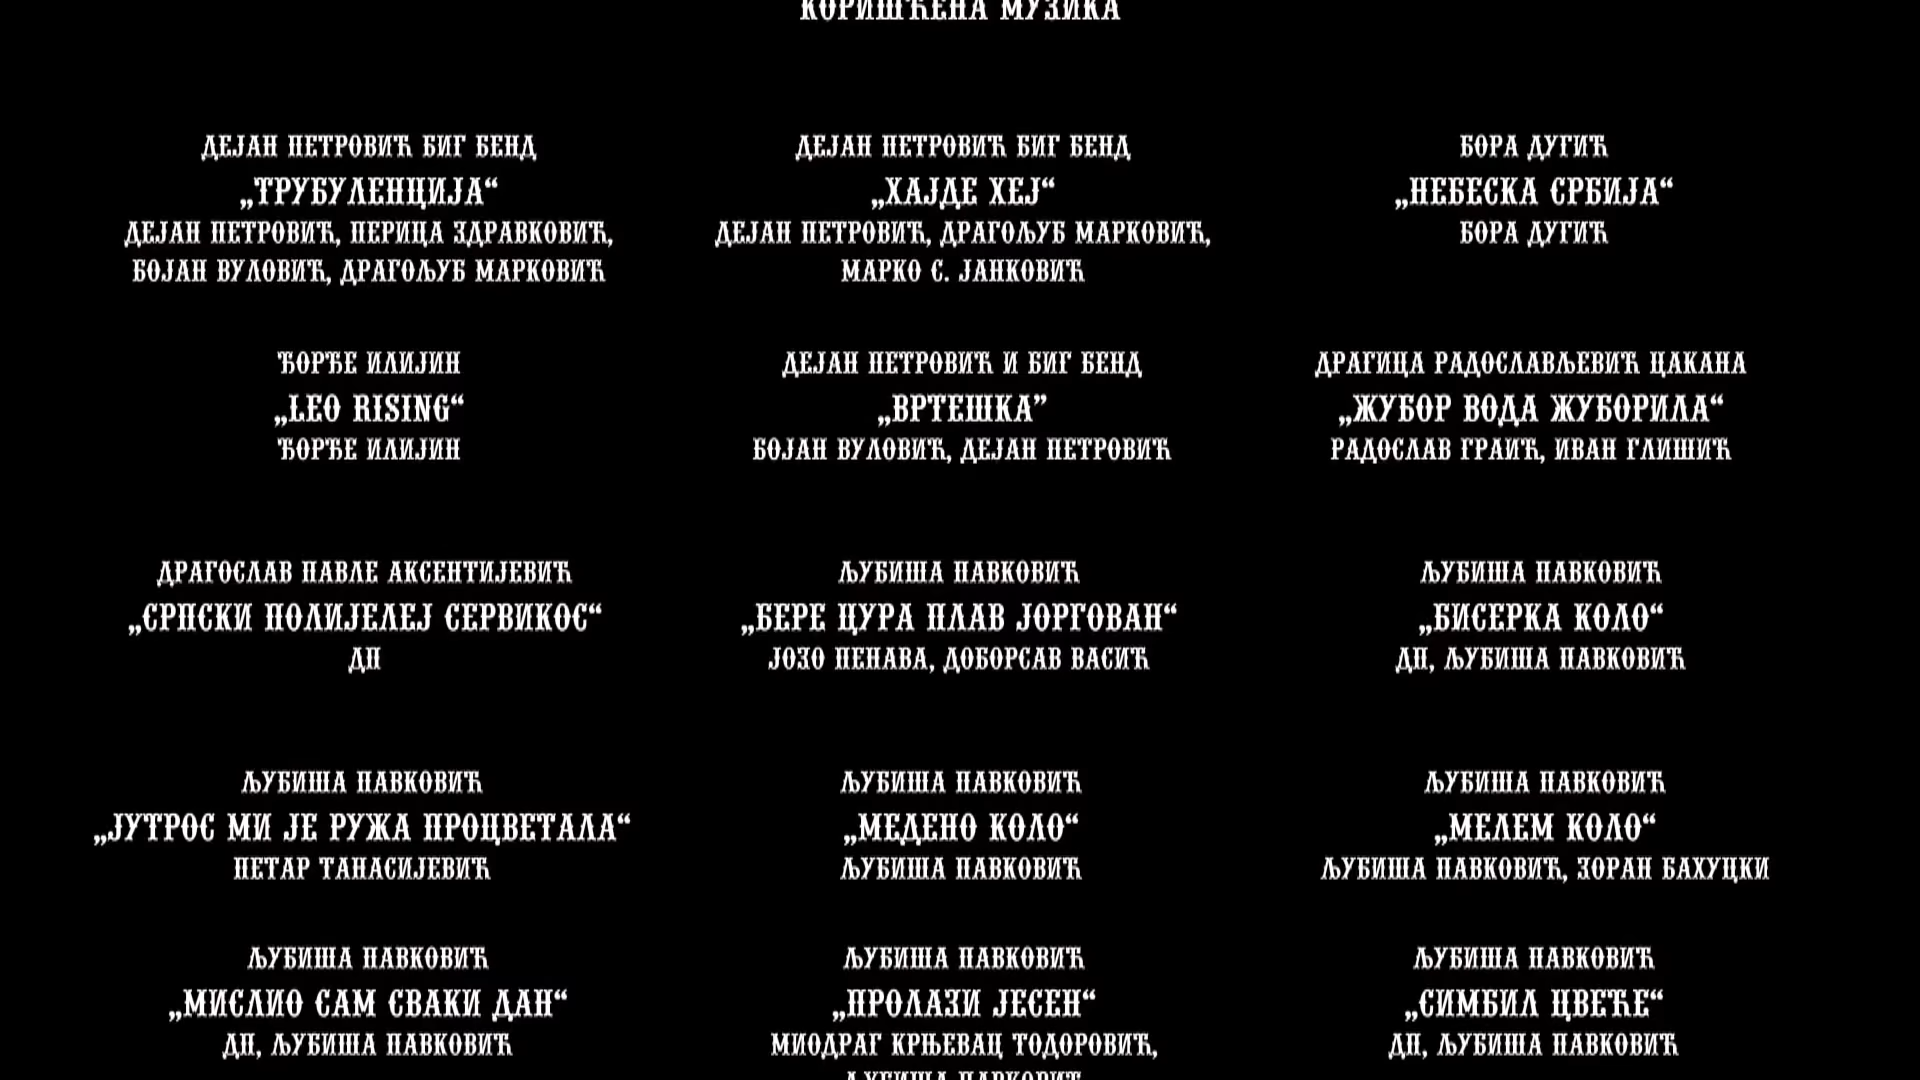 КОРИШЋЕНА МУЗИКА
ДЕЈАН ПЕТРОВИЋ БИГ БЕНД
„ТРУБУЛЕНЦИЈА“
ДЕЈАН ПЕТРОВИЋ, ПЕРИЦА ЗДРАВКОВИЋ,
БОЈАН ВУЛОВИЋ, ДРАГОЉУБ МАРКОВИЋ
ДЕЈАН ПЕТРОВИЋ БИГ БЕНД
„ХАЈДЕ ХЕЈ“
ДЕЈАН ПЕТРОВИЋ, ДРАГОЉУБ МАРКОВИЋ,
МАРКО С. ЈАНКОВИЋ
БОРА ДУГИЋ
„НЕБЕСКА СРБИЈА“
БОРА ДУГИЋ
ЂОРЂЕ ИЛИЈИН
„LEO RISING“
ЂОРЂЕ ИЛИЈИН
ДЕЈАН ПЕТРОВИЋ И БИГ БЕНД
„ВРТЕШКА”
БОЈАН ВУЛОВИЋ, ДЕЈАН ПЕТРОВИЋ
ДРАГИЦА РАДОСЛАВЉЕВИЋ ЦАКАНА
„ЖУБОР ВОДА ЖУБОРИЛА“
РАДОСЛАВ ГРАИЋ, ИВАН ГЛИШИЋ
ДРАГОСЛАВ ПАВЛЕ АКСЕНТИЈЕВИЋ
„СРПСКИ ПОЛИЈЕЛЕЈ СЕРВИКОС“
ДП
ЉУБИША ПАВКОВИЋ
„БЕРЕ ЦУРА ПЛАВ ЈОРГОВАН“
ЈОЗО ПЕНАВА, ДОБОРСАВ ВАСИЋ
ЉУБИША ПАВКОВИЋ
„БИСЕРКА КОЛО“
ДП, ЉУБИША ПАВКОВИЋ
ЉУБИША ПАВКОВИЋ
„ЈУТРОС МИ ЈЕ РУЖА ПРОЦВЕТАЛА“
ПЕТАР ТАНАСИЈЕВИЋ
ЉУБИША ПАВКОВИЋ
„МЕДЕНО КОЛО“
ЉУБИША ПАВКОВИЋ
ЉУБИША ПАВКОВИЋ
„МЕЛЕМ КОЛО“
ЉУБИША ПАВКОВИЋ, ЗОРАН БАХУЦКИ
ЉУБИША ПАВКОВИЋ
„МИСЛИО САМ СВАКИ ДАН“
ДП, ЉУБИША ПАВКОВИЋ
ЉУБИША ПАВКОВИЋ
„ПРОЛАЗИ ЈЕСЕН“
МИОДРАГ КРЊЕВАЦ ТОДОРОВИЋ,
ЉУБИША ПАВКОВИЋ
ЉУБИША ПАВКОВИЋ
„СИМБИЛ ЦВЕЋЕ“
ДП, ЉУБИША ПАВКОВИЋ